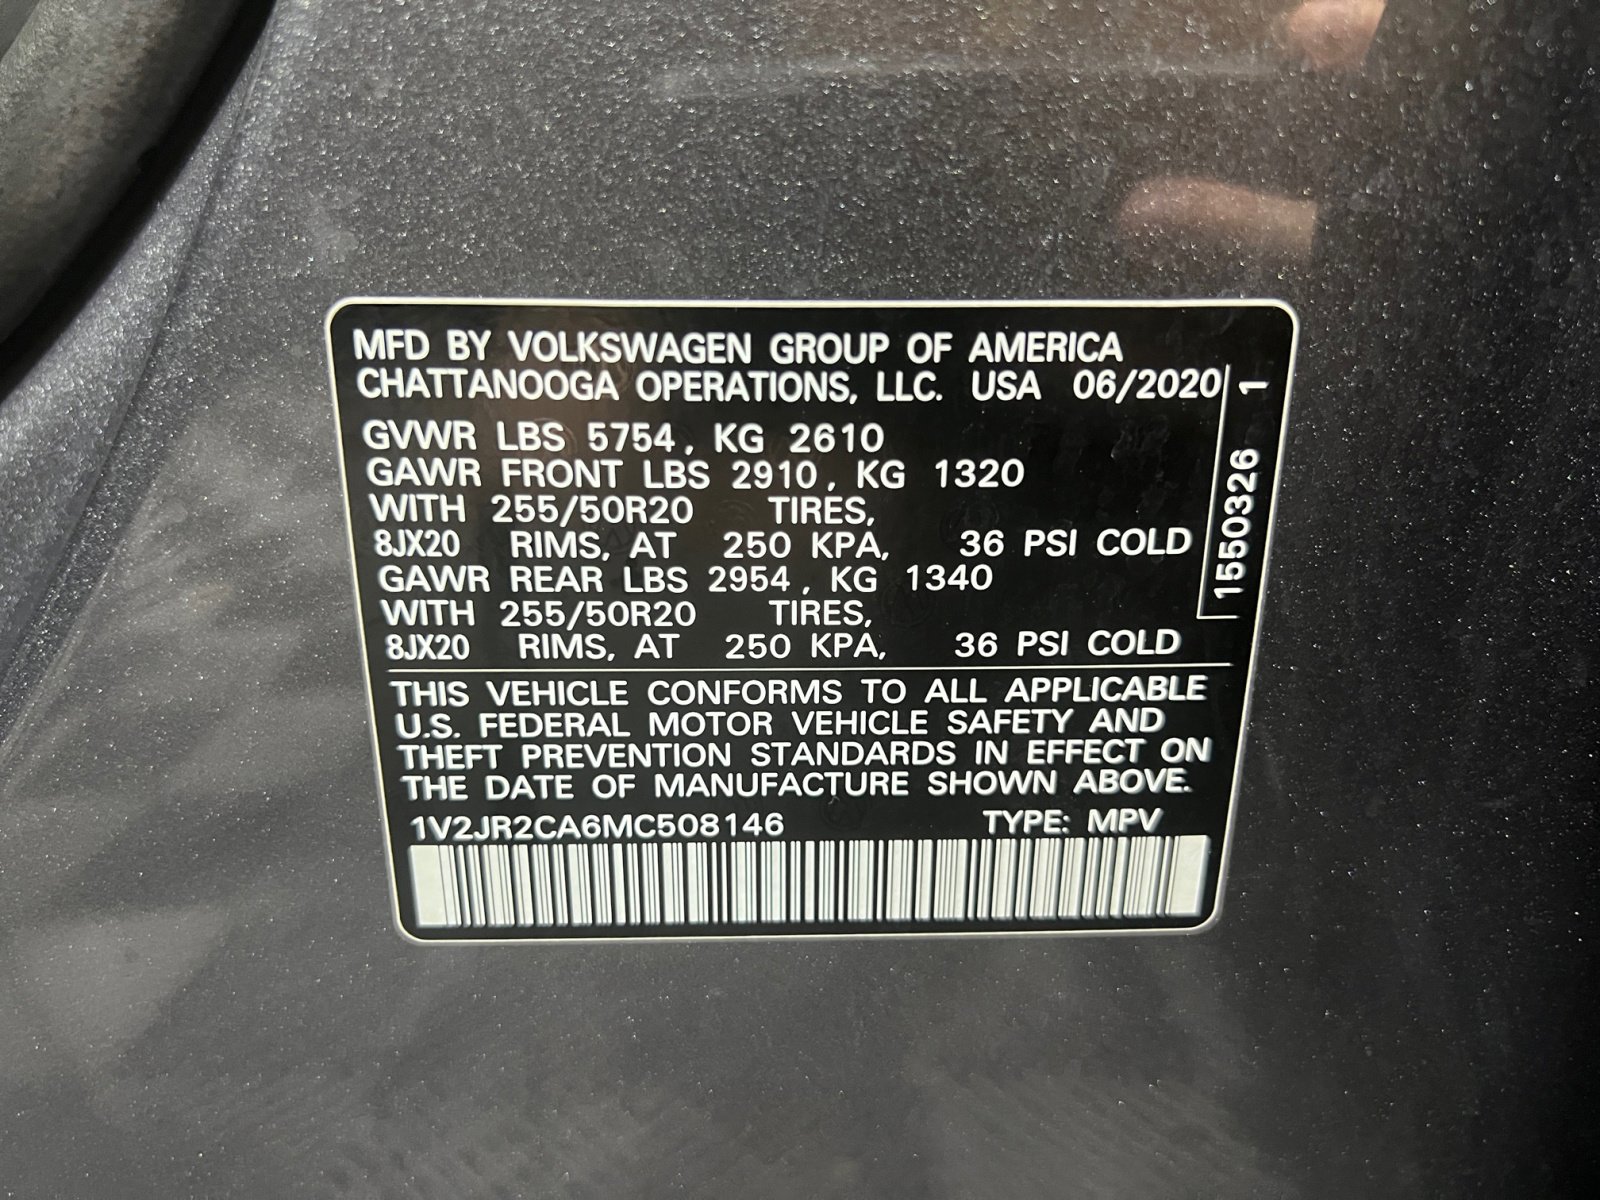 MFD BY VOLKSWAGEN GROUP OF AMERICA
CHATTANOOGA OPERATIONS, LLC. USA 06/2020
GVWR LBS 5754, KG 2610
GAWR FRONT LBS 2910, KG 1320
WITH 255/50R20 TIRES,
8JX20 RIMS, AT 250 KPA, 36 PSI COLD
GAWR REAR LBS 2954, KG 1340
WITH 255/50R20 TIRES,
8JX20 RIMS, AT 250 KPA, 36 PSI COLD
THIS VEHICLE CONFORMS TO ALL APPLICABLE
U.S. FEDERAL MOTOR VEHICLE SAFETY AND
THEFT PREVENTION STANDARDS IN EFFECT ON
THE DATE OF MANUFACTURE SHOWN ABOVE.
1V2JR2CA6MC508146 TYPE: MPV
1550326 1